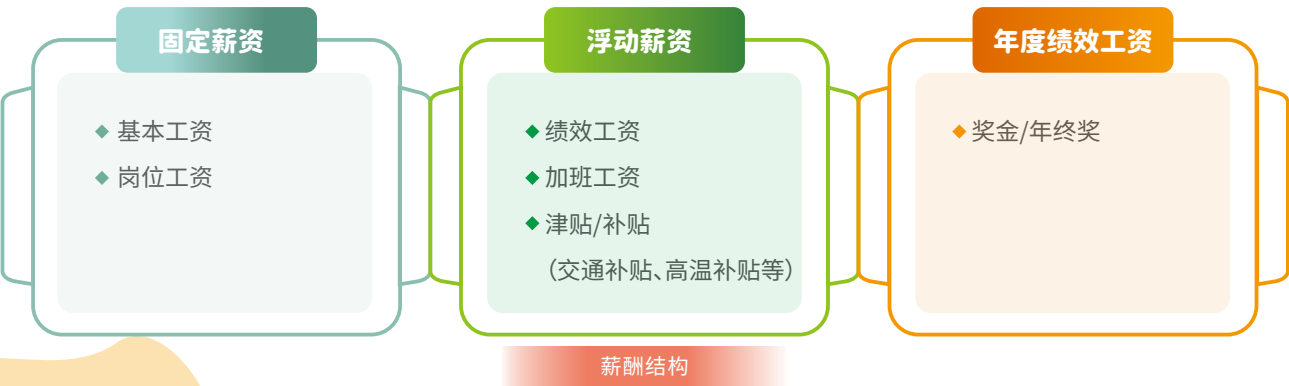 固定薪资
基本工资
岗位工资
浮动薪资
绩效工资
加班工资
津贴/补贴
（交通补贴、高温补贴等）
年度绩效工资
奖金/年终奖
薪酬结构